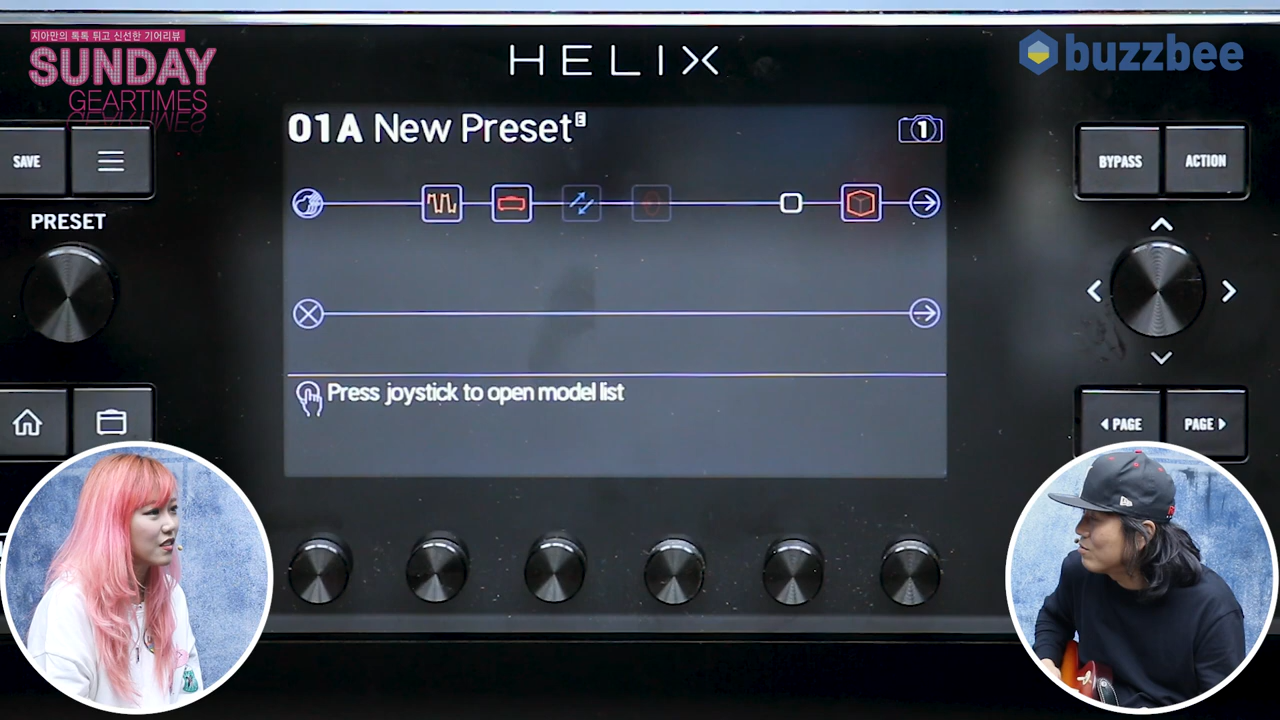 지아만의 톡톡 튀고 신선한 기어리뷰
SUNDAY
GEARTIMES
HELIX
buzzbee
01A New Preset E
1
SAVE
PRESET
BYPASS
ACTION
Press joystick to open model list
PAGE
PAGE